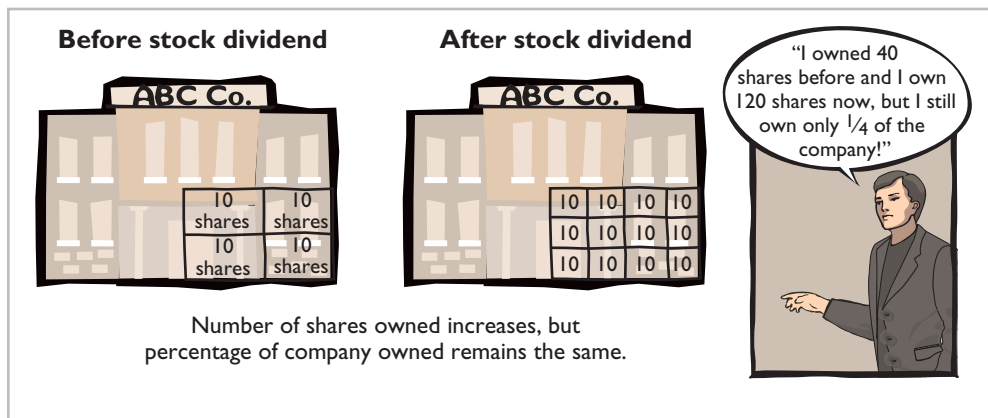 Before stock dividend
After stock dividend
ABC Co.
10
shares
10
shares
10
shares
10
shares
ABC Co.
10 10 10 10
10 10 10 10
10 10 10 10
"I owned 40
shares before and I own
120 shares now, but I still
own only 1/4 of the
company!"
Number of shares owned increases, but
percentage of company owned remains the same.